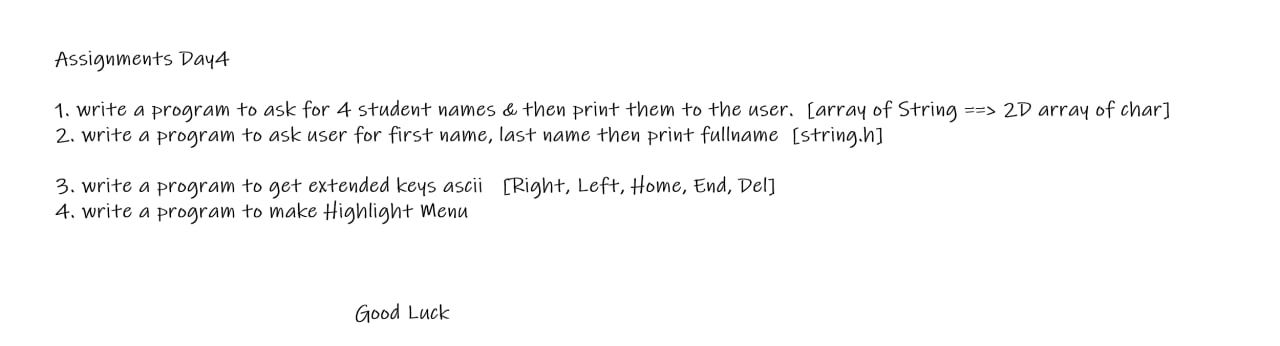 Assignments Day4
1. write a program to ask for 4 student names & then print them to the user. [array of String ==> 2D array of char]
2. write a program to ask user for first name, last name then print fullname [string.h]
3. write a program to get extended keys ascii [Right, Left, Home, End, Del]
4. write a program to make Highlight Menu
Good Luck